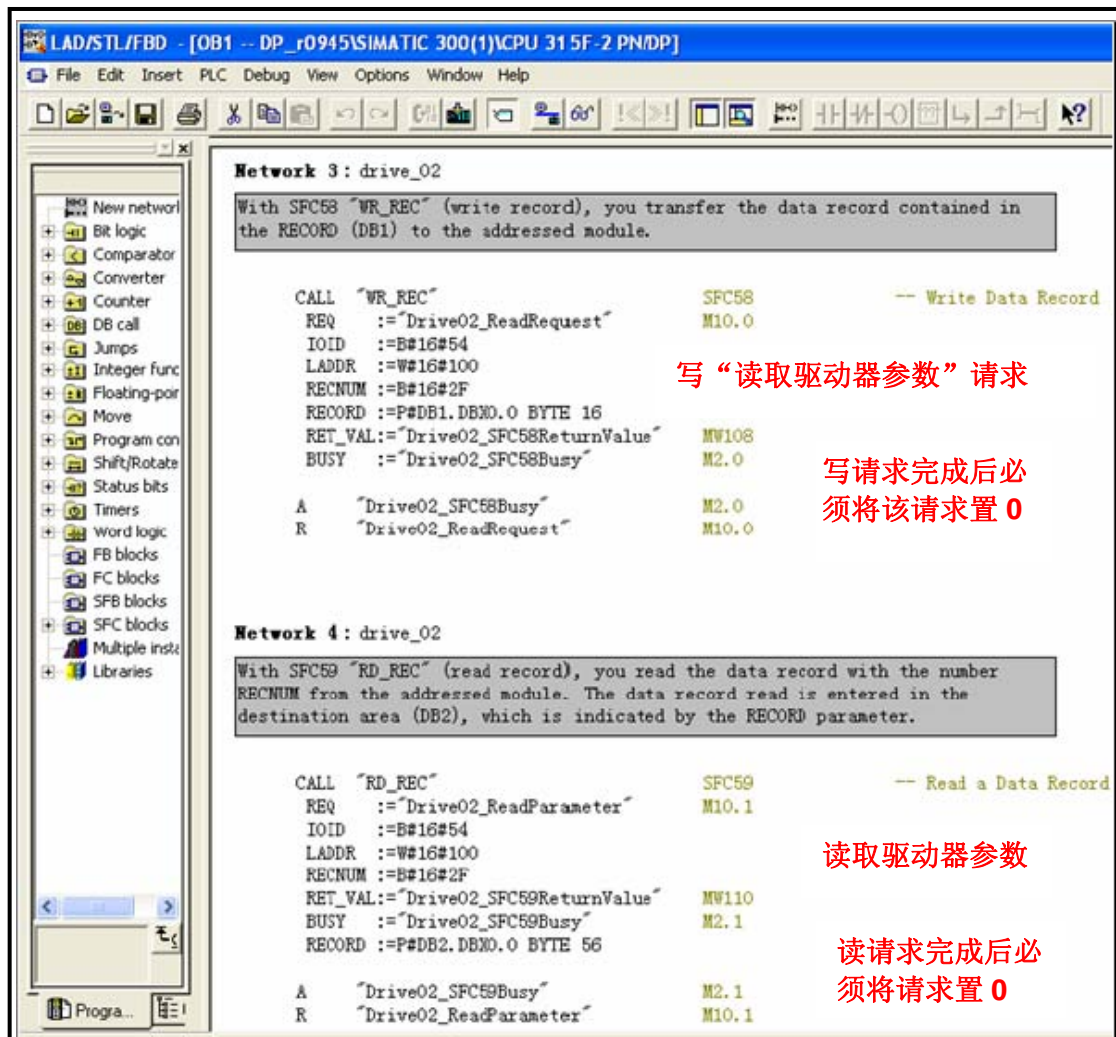 LAD/STL/FBD - [OB1 -- DP_r0945\SIMATIC 300(1)\CPU 315F-2 PN/DP]
File Edit Insert PLC Debug View Options Window Help
New networl
Bit logic
Comparator
Converter
Counter
DB call
Jumps
Integer func
Floating-poir
Move
Program con
Shift/Rotate
Status bits
Timers
Word logic
FB blocks
FC blocks
SFB blocks
SFC blocks
Multiple insta
Libraries
Progra...
Network 3: drive_02
With SFC58 "WR_REC" (write record), you transfer the data record contained in
the RECORD (DB1) to the addressed module.
CALL "WR_REC" SFC58 -- Write Data Record
REQ :="Drive02_ReadRequest" M10.0
IOID :=B#16#54
LADDR :=W#16#100
写“读取驱动器参数”请求
RECNUM :=B#16#2F
RECORD :=P#DB1.DBX0.0 BYTE 16
RET_VAL:="Drive02_SFC58ReturnValue" MW108
BUSY :="Drive02_SFC58Busy" M2.0
写请求完成后必
须将该请求置 0
A "Drive02_SFC58Busy" M2.0
R "Drive02_ReadRequest" M10.0
Network 4: drive_02
With SFC59 "RD_REC" (read record), you read the data record with the number
RECNUM from the addressed module. The data record read is entered in the
destination area (DB2), which is indicated by the RECORD parameter.
CALL "RD_REC" SFC59 -- Read a Data Record
REQ :="Drive02_ReadParameter" M10.1
IOID :=B#16#54
LADDR :=W#16#100
读取驱动器参数
RECNUM :=B#16#2F
RET_VAL:="Drive02_SFC59ReturnValue" MW110
BUSY :="Drive02_SFC59Busy" M2.1
RECORD :=P#DB2.DBX0.0 BYTE 56
读请求完成后必
须将请求置 0
A "Drive02_SFC59Busy" M2.1
R "Drive02_ReadParameter" M10.1